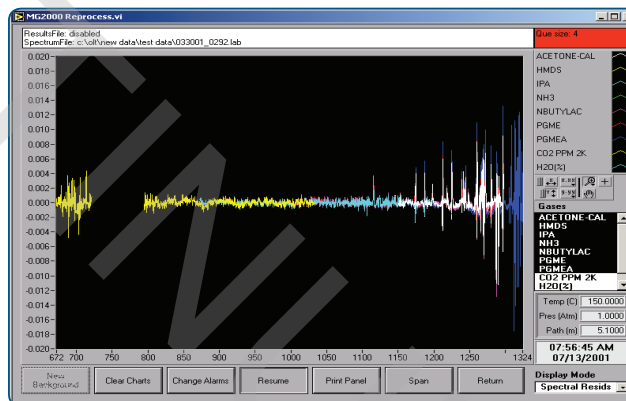 MG2000 Reprocess.vi
ResultsFile: disabled
SpectrumFile: c:\olt\new data\test data\033001_0292.lab
Que size: 4
0.020
0.018
0.016
0.014
0.012
0.010
0.008
0.006
0.004
0.002
0.000
-0.002
-0.004
-0.006
-0.008
-0.010
-0.012
-0.014
-0.016
-0.018
-0.020
672 700 750 800 850 900 950 1000 1050 1100 1150 1200 1250 1324
ACETONE-CAL
HMDS
IPA
NH3
NBUTYLAC
PGME
PGMEA
CO2 PPM 2K
H2O(%)
Gases
ACETONE-CAL
HMDS
IPA
NH3
NBUTYLAC
PGME
PGMEA
CO2 PPM 2K
H2O(%)
Temp (C) 150.0000
Pres (Atm) 1.0000
Path (m) 5.1000
07:56:45 AM
07/13/2001
Display Mode
Spectral Resids
New Background
Clear Charts
Change Alarms
Resume
Print Panel
Span
Return